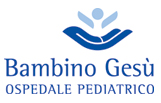 Bambino Gesù
OSPEDALE PEDIATRICO